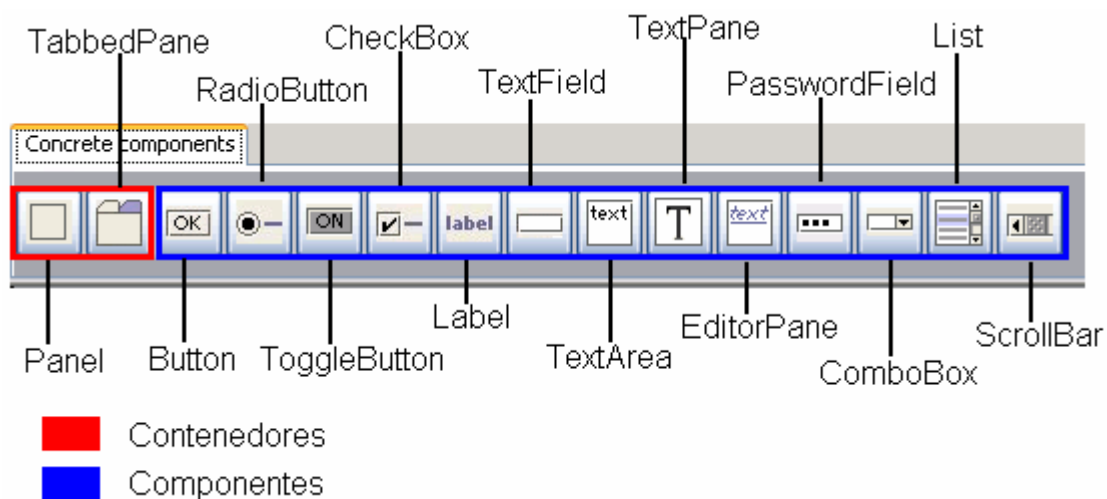 TabbedPane
CheckBox
TextPane
List
RadioButton
TextField
PasswordField
Concrete components
OK
ON
label
text
T
text
Label
EditorPane
ScrollBar
Panel
Button
ToggleButton
TextArea
ComboBox
Contenedores
Componentes